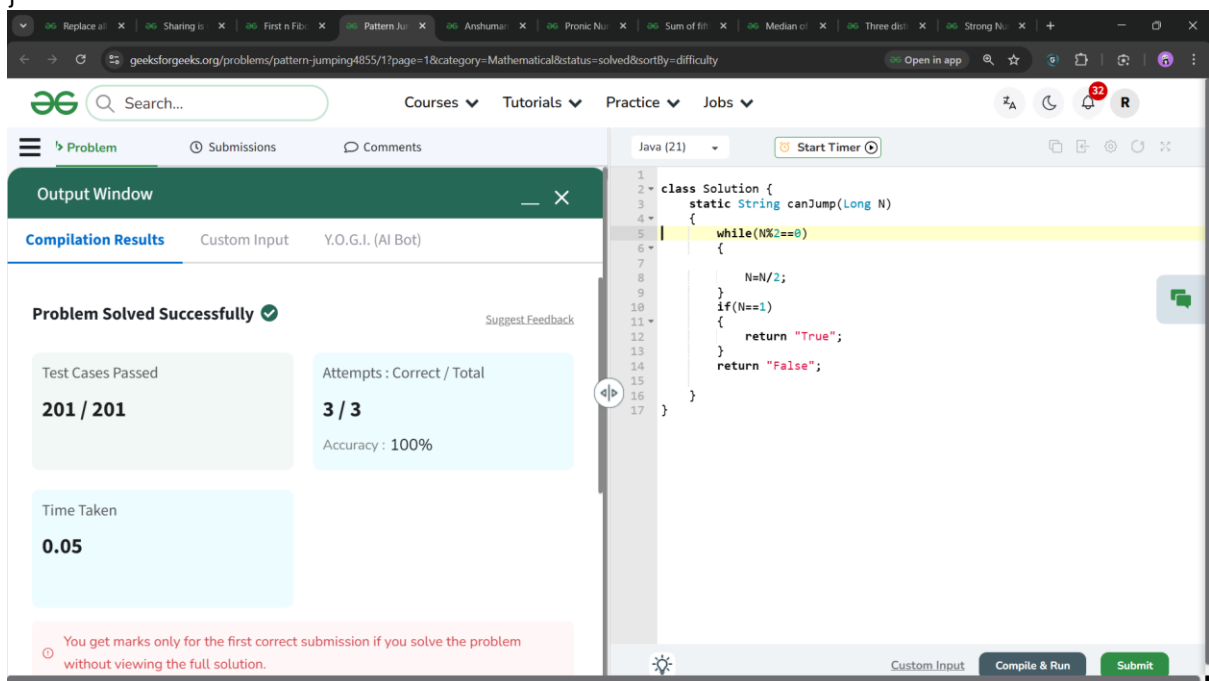 j
Replace all
Sharing is
First n Fibo
Pattern Jum
Anshuman
Pronic Nur
Sum of fift
Median of
Three dist
Strong Nu
geeksforgeeks.org/problems/pattern-jumping4855/1?page=1&category=Mathematical&status=solved&sortBy=difficulty
Open in app
Search...
Courses
Tutorials
Practice
Jobs
32
R
Problem
Submissions
Comments
Java (21)
Start Timer
Output Window
Compilation Results
Custom Input
Y.O.G.I. (AI Bot)
Problem Solved Successfully
Suggest Feedback
Test Cases Passed
201 / 201
Attempts : Correct / Total
3 / 3
Accuracy : 100%
Time Taken
0.05
You get marks only for the first correct submission if you solve the problem
without viewing the full solution.
1
2 class Solution {
3     static String canJump(Long N)
4     {
5         while(N%2==0)
6         {
7
8             N=N/2;
9         }
10         if(N==1)
11         {
12             return "True";
13         }
14         return "False";
15
16     }
17 }
Custom Input
Compile & Run
Submit